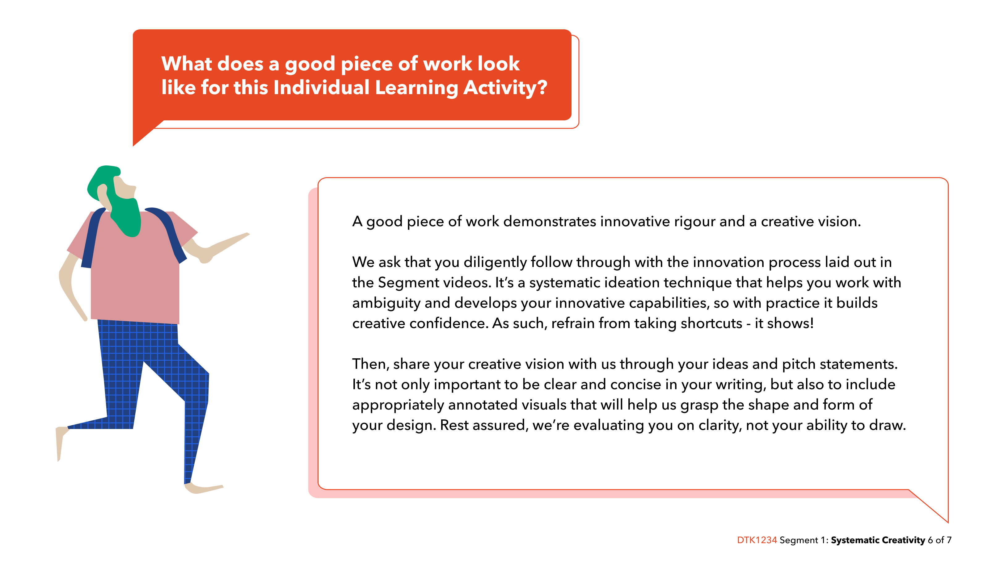 What does a good piece of work look
like for this Individual Learning Activity?
A good piece of work demonstrates innovative rigour and a creative vision.
We ask that you diligently follow through with the innovation process laid out in
the Segment videos. It’s a systematic ideation technique that helps you work with
ambiguity and develops your innovative capabilities, so with practice it builds
creative confidence. As such, refrain from taking shortcuts - it shows!
Then, share your creative vision with us through your ideas and pitch statements.
It’s not only important to be clear and concise in your writing, but also to include
appropriately annotated visuals that will help us grasp the shape and form of
your design. Rest assured, we’re evaluating you on clarity, not your ability to draw.
DTK1234 Segment 1: Systematic Creativity 6 of 7